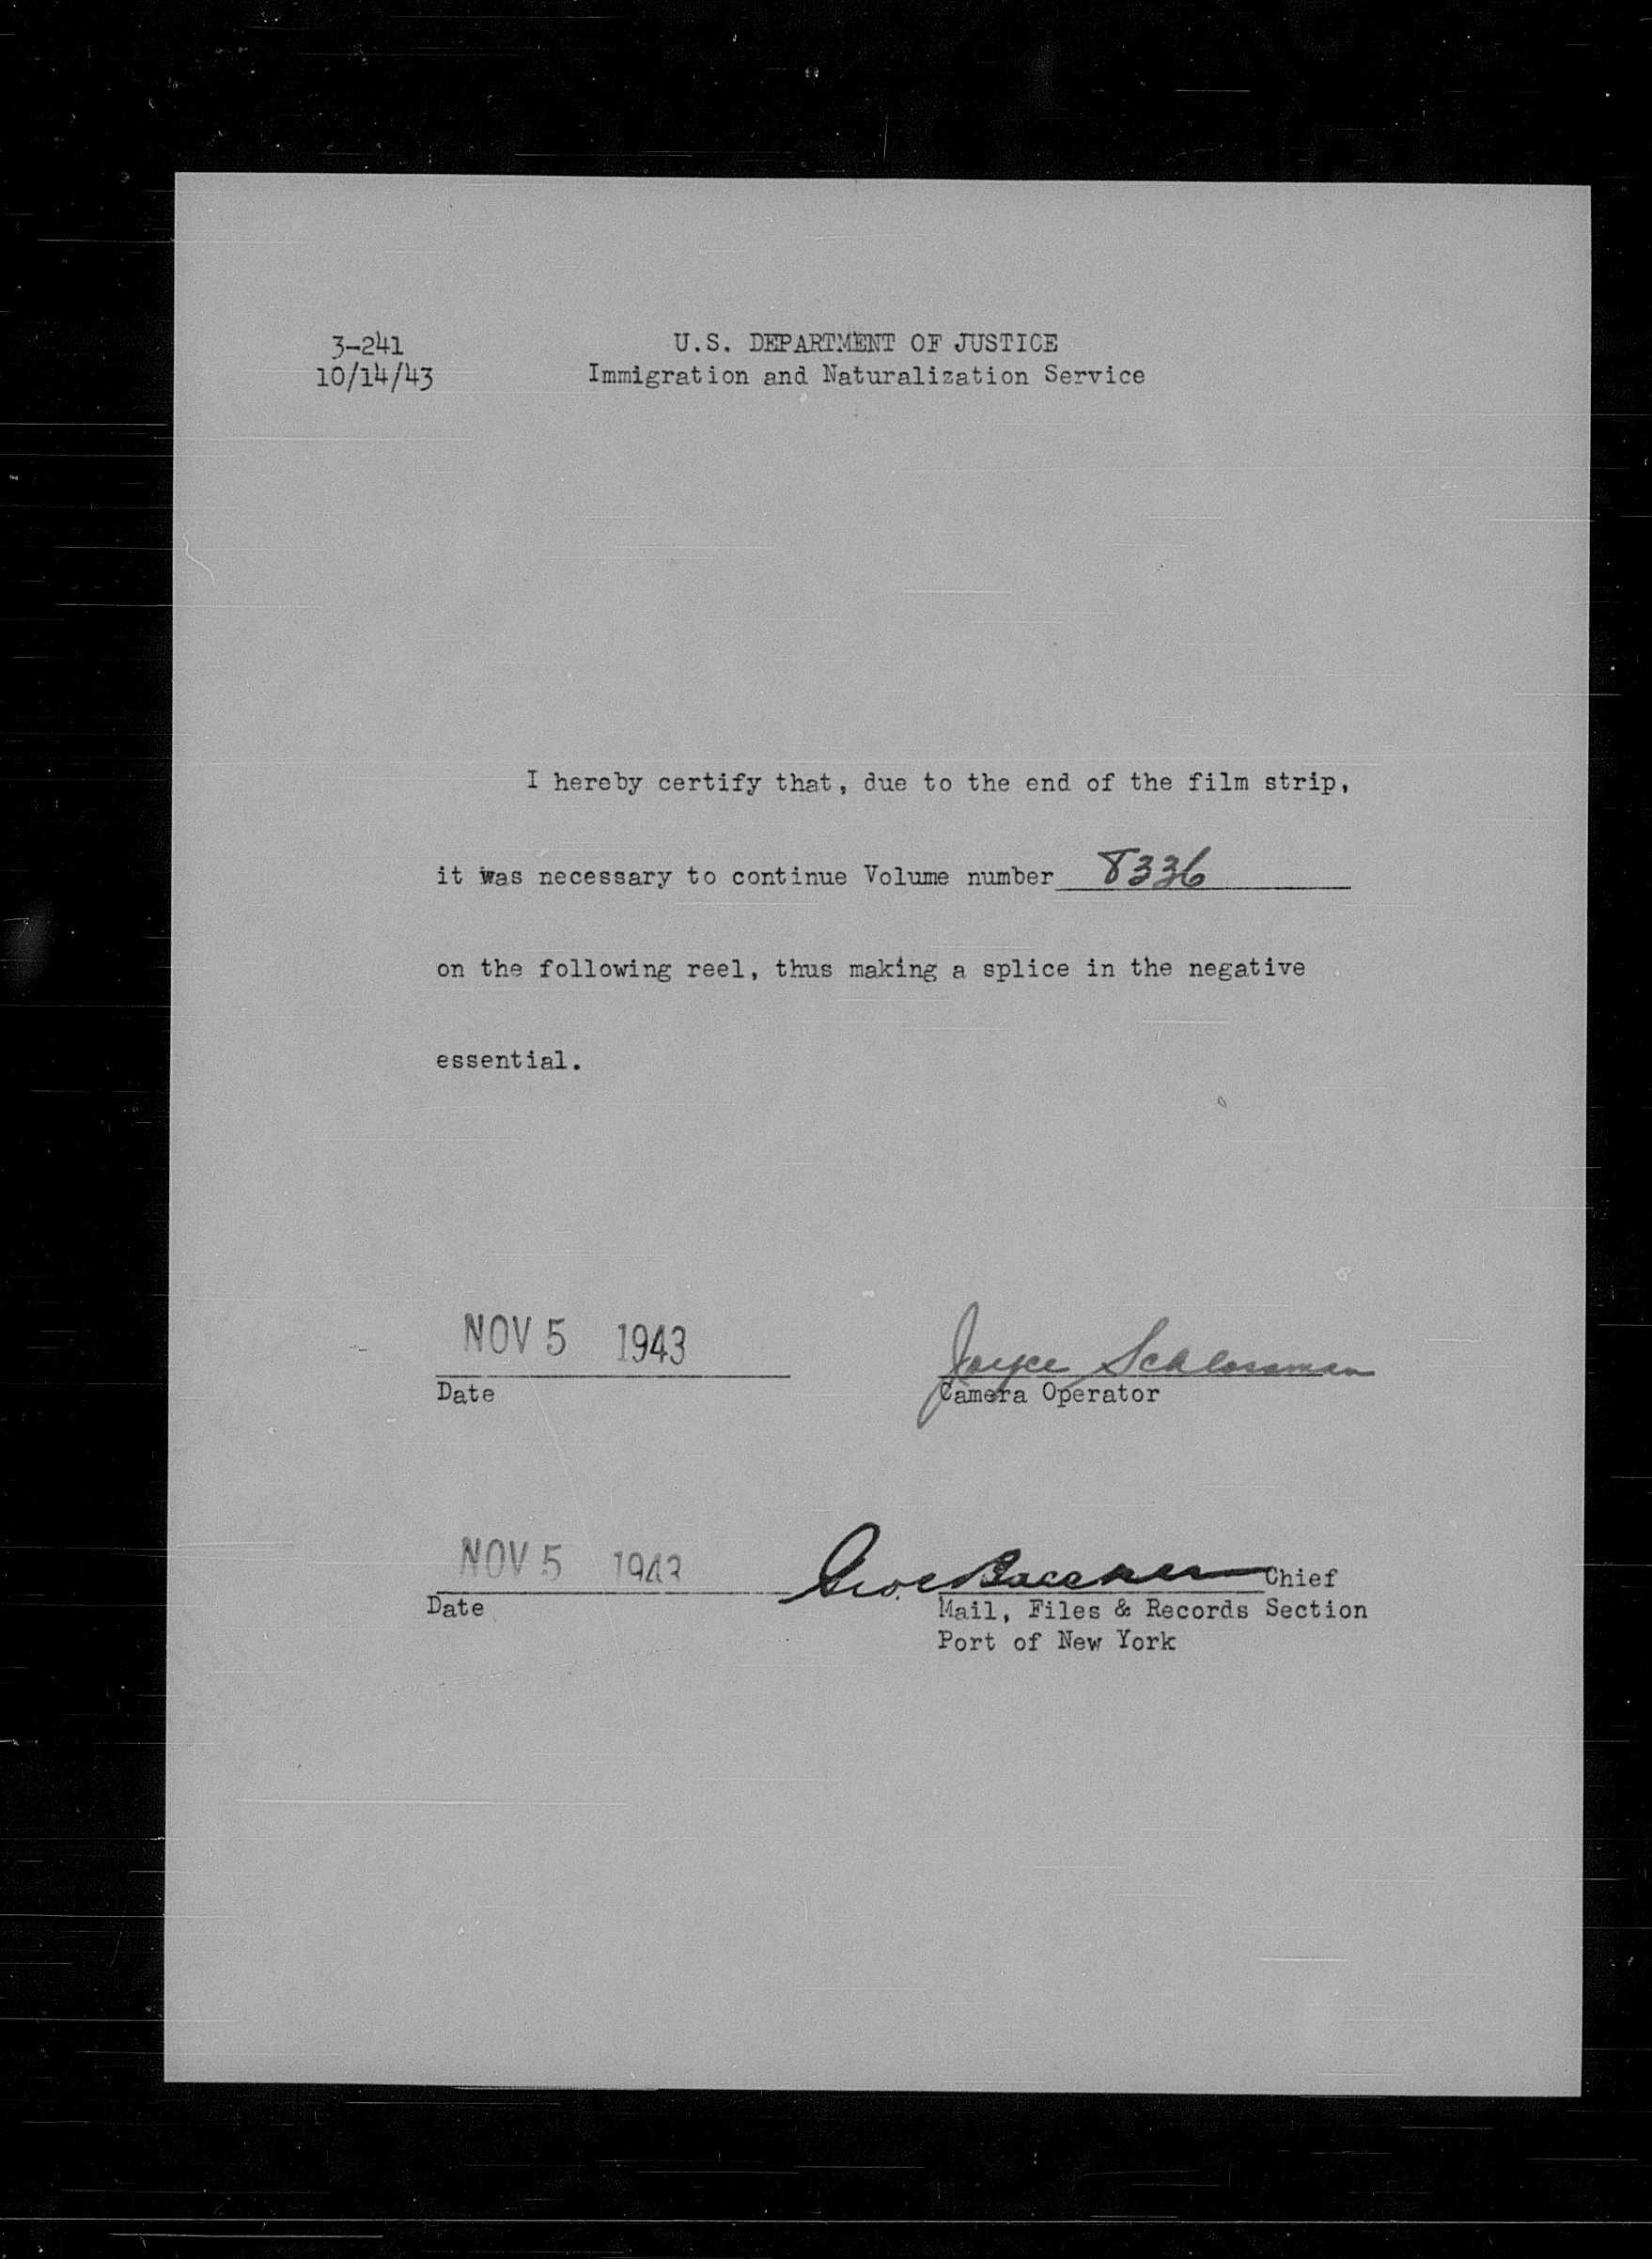 3-241
10/14/43
U.S. DEPARTMENT OF JUSTICE
Immigration and Naturalization Service
I hereby certify that, due to the end of the film strip,
it was necessary to continue Volume number 8336
on the following reel, thus making a splice in the negative
essential.
NOV 5 1943
Joyce Schlossman
Date
Camera Operator
NOV 5 1943
Geo. Chief
Date
Mail, Files & Records Section
Port of New York